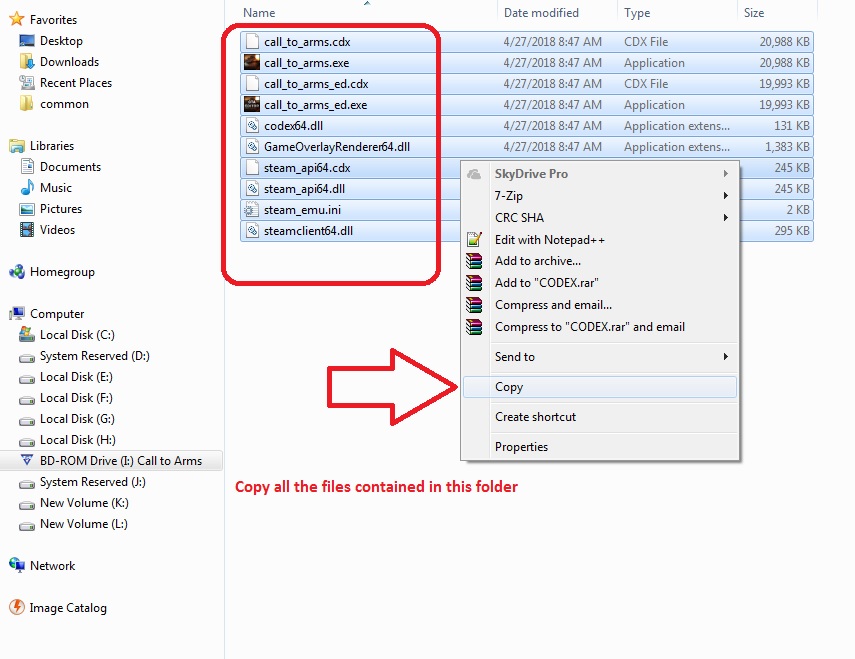 Favorites
Desktop
Downloads
Recent Places
common
Libraries
Documents
Music
Pictures
Videos
Homegroup
Computer
Local Disk (C:)
System Reserved (D:)
Local Disk (E:)
Local Disk (F:)
Local Disk (G:)
Local Disk (H:)
BD-ROM Drive (I:) Call to Arms
System Reserved (J:)
New Volume (K:)
New Volume (L:)
Network
Image Catalog
Name Date modified Type Size
call_to_arms.cdx 4/27/2018 8:47 AM CDX File 20,988 KB
call_to_arms.exe 4/27/2018 8:47 AM Application 20,988 KB
call_to_arms_ed.cdx 4/27/2018 8:47 AM CDX File 19,993 KB
call_to_arms_ed.exe 4/27/2018 8:47 AM Application 19,993 KB
codex64.dll 4/27/2018 8:47 AM Application extens... 131 KB
GameOverlayRenderer64.dll 4/27/2018 8:47 AM Application extens... 1,383 KB
steam_api64.cdx 245 KB
steam_api64.dll 245 KB
steam_emu.ini 2 KB
steamclient64.dll 295 KB
SkyDrive Pro
7-Zip
CRC SHA
Edit with Notepad++
Add to archive...
Add to "CODEX.rar"
Compress and email...
Compress to "CODEX.rar" and email
Send to
Copy
Create shortcut
Properties
Copy all the files contained in this folder